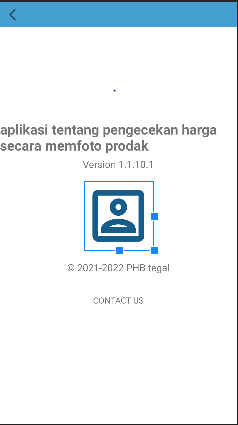 aplikasi tentang pengecekan harga
secara memfoto prodak
Version 1.1.10.1
© 2021-2022 PHB tegal
CONTACT US